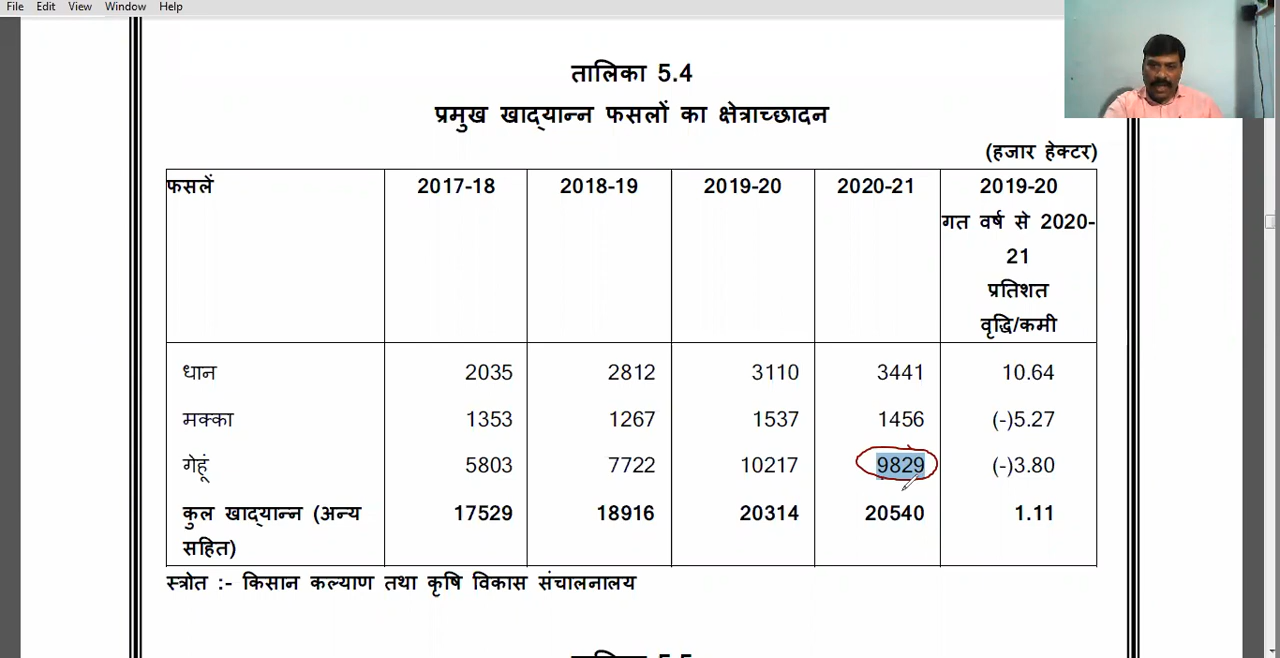 File Edit View Window Help
तालिका 5.4
प्रमुख खाद्यान्न फसलों का क्षेत्राच्छादन
(हजार हेक्टर)
फसलें 2017-18 2018-19 2019-20 2020-21 2019-20
गत वर्ष से 2020-
21
प्रतिशत
वृद्धि/कमी
धान 2035 2812 3110 3441 10.64
मक्का 1353 1267 1537 1456 (-)5.27
गेहूं 5803 7722 10217 9829 (-)3.80
कुल खाद्यान्न (अन्य 17529 18916 20314 20540 1.11
सहित)
स्त्रोत :- किसान कल्याण तथा कृषि विकास संचालनालय